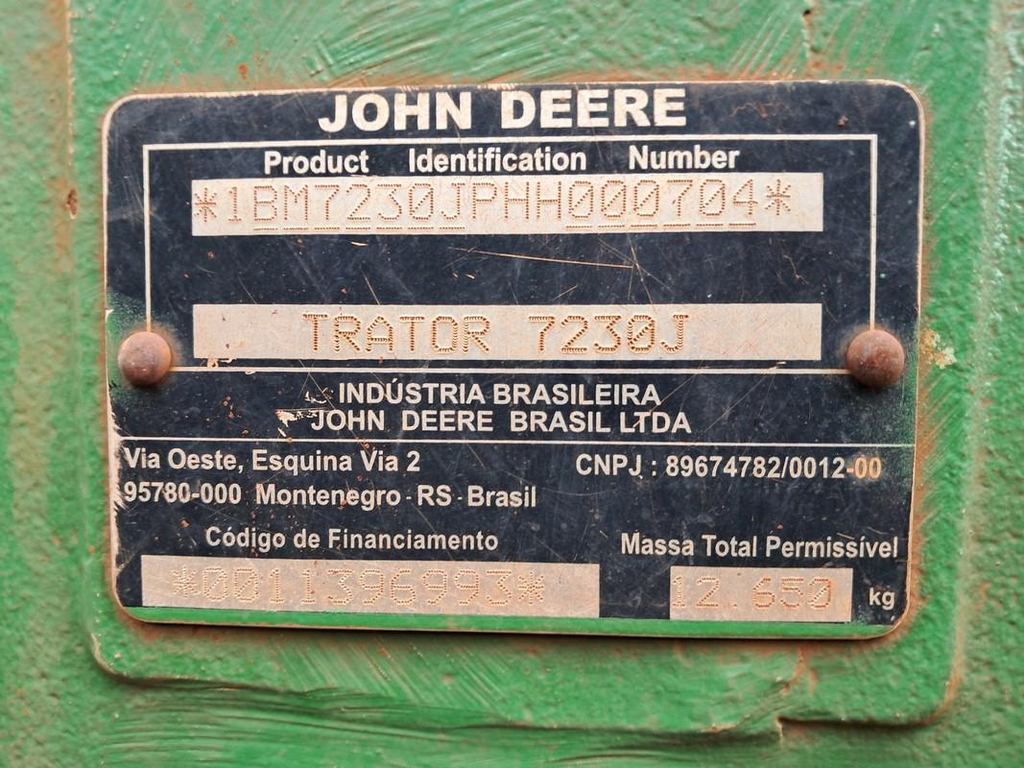 JOHN DEERE
Product Identification Number
*1BM7230JPHH000704*
TRATOR 7230J
INDÚSTRIA BRASILEIRA
JOHN DEERE BRASIL LTDA
Via Oeste, Esquina Via 2
CNPJ : 89674782/0012-00
95780-000 Montenegro - RS - Brasil
Código de Financiamento
Massa Total Permissível
*0011396993*
12.650 kg